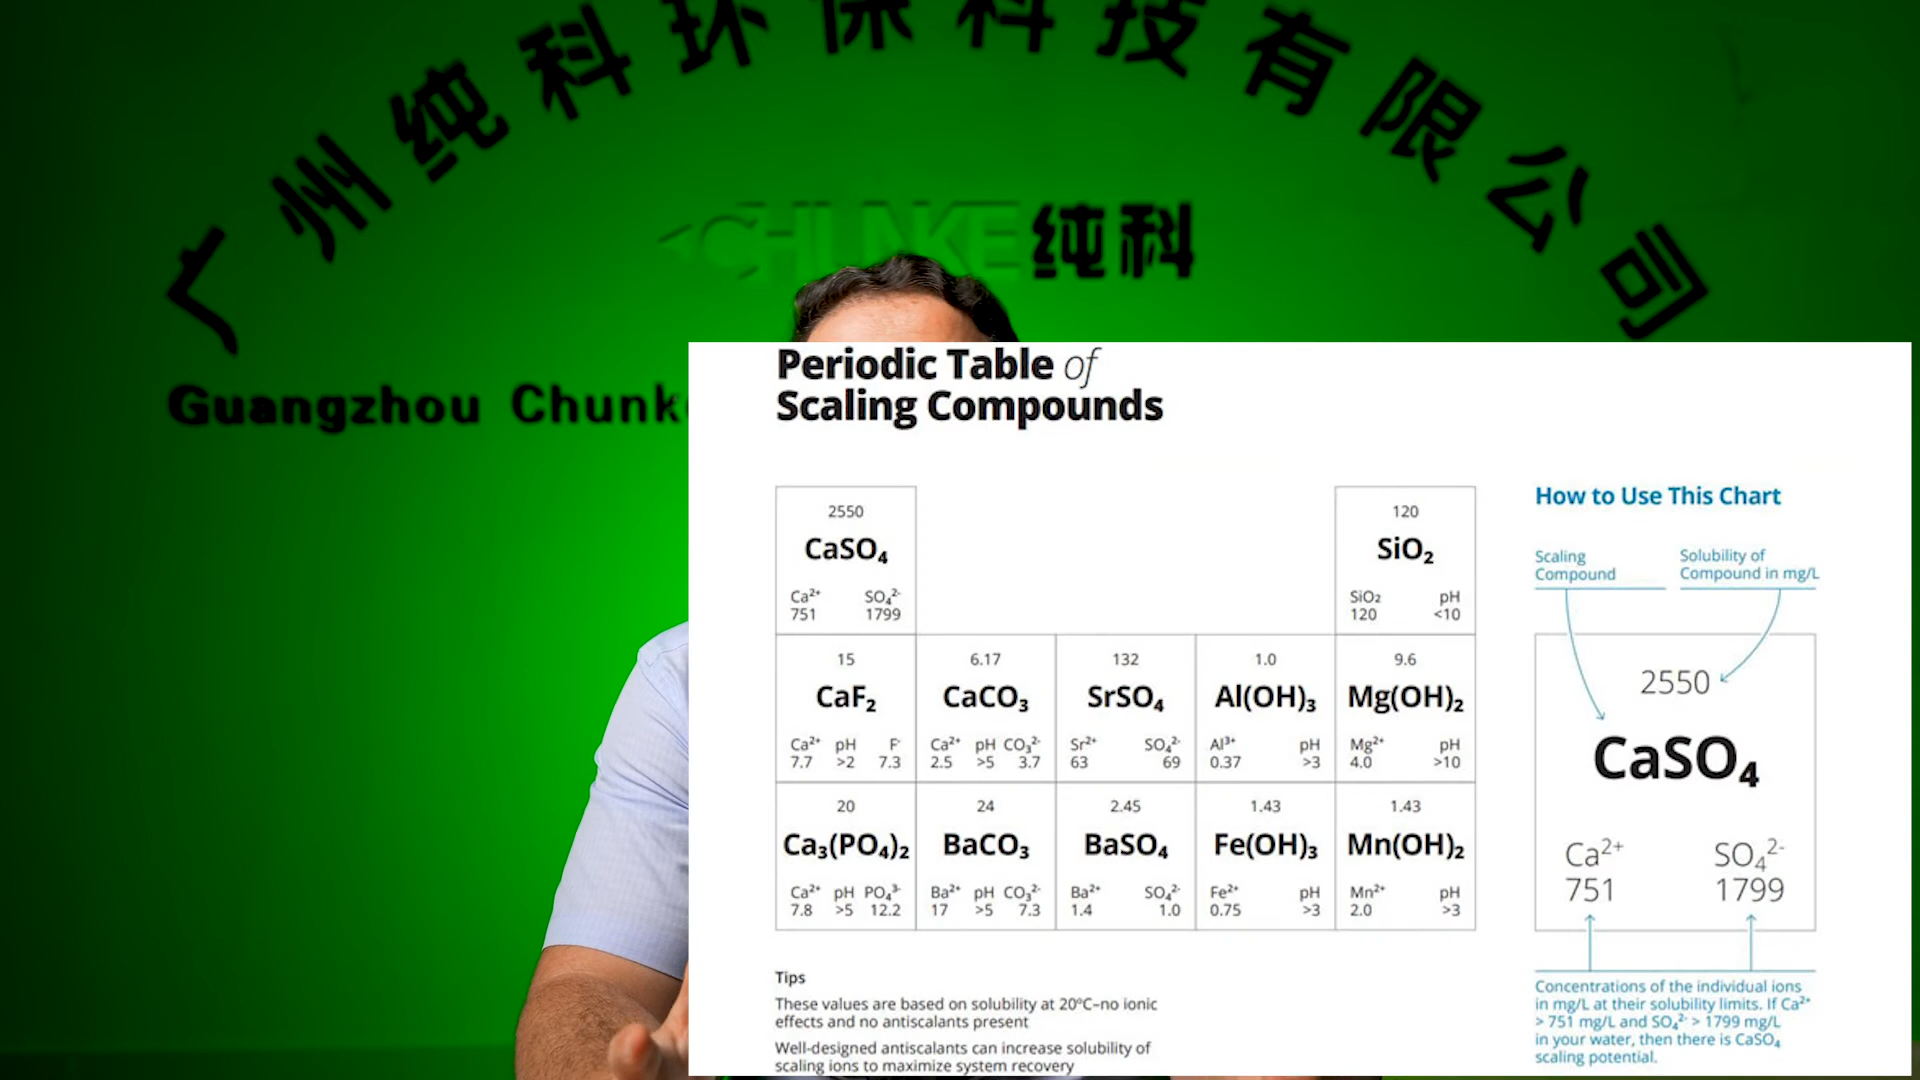 广州纯科环保科技有限公司
CHUNKE 纯科
Guangzhou Chunk
Periodic Table of
Scaling Compounds
2550
CaSO₄
Ca²⁺ SO₄²⁻
751 1799
120
SiO₂
SiO₂ pH
120 <10
15
CaF₂
Ca²⁺ pH F⁻
7.7 >2 7.3
6.17
CaCO₃
Ca²⁺ pH CO₃²⁻
2.5 >5 3.7
132
SrSO₄
Sr²⁺ SO₄²⁻
63 69
1.0
Al(OH)₃
Al³⁺ pH
0.37 >3
9.6
Mg(OH)₂
Mg²⁺ pH
4.0 >10
20
Ca₃(PO₄)₂
Ca²⁺ pH PO₄³⁻
7.8 >5 12.2
24
BaCO₃
Ba²⁺ pH CO₃²⁻
17 >5 7.3
2.45
BaSO₄
Ba²⁺ SO₄²⁻
1.4 1.0
1.43
Fe(OH)₃
Fe²⁺ pH
0.75 >3
1.43
Mn(OH)₂
Mn²⁺ pH
2.0 >3
Tips
These values are based on solubility at 20°C–no ionic
effects and no antiscalants present
Well-designed antiscalants can increase solubility of
scaling ions to maximize system recovery
How to Use This Chart
Scaling
Compound
Solubility of
Compound in mg/L
2550
CaSO₄
Ca²⁺ SO₄²⁻
751 1799
Concentrations of the individual ions
in mg/L at their solubility limits. If Ca²⁺
> 751 mg/L and SO₄²⁻ > 1799 mg/L
in your water, then there is CaSO₄
scaling potential.